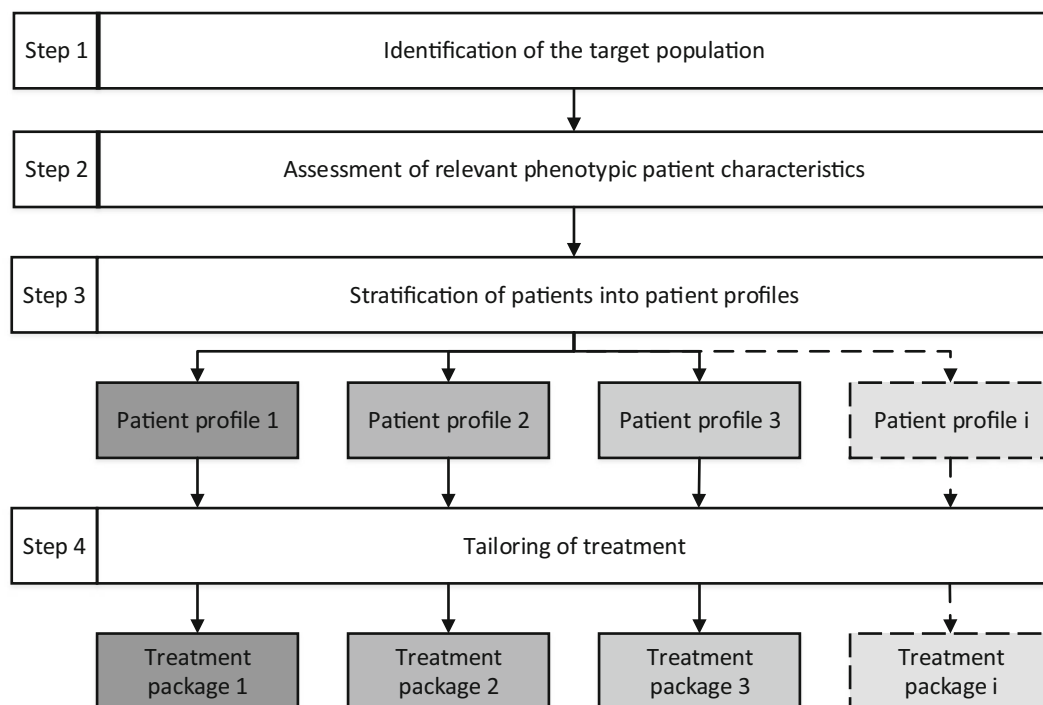 Step 1
Identification of the target population
Step 2
Assessment of relevant phenotypic patient characteristics
Step 3
Stratification of patients into patient profiles
Patient profile 1
Patient profile 2
Patient profile 3
Patient profile i
Step 4
Tailoring of treatment
Treatment
package 1
Treatment
package 2
Treatment
package 3
Treatment
package i